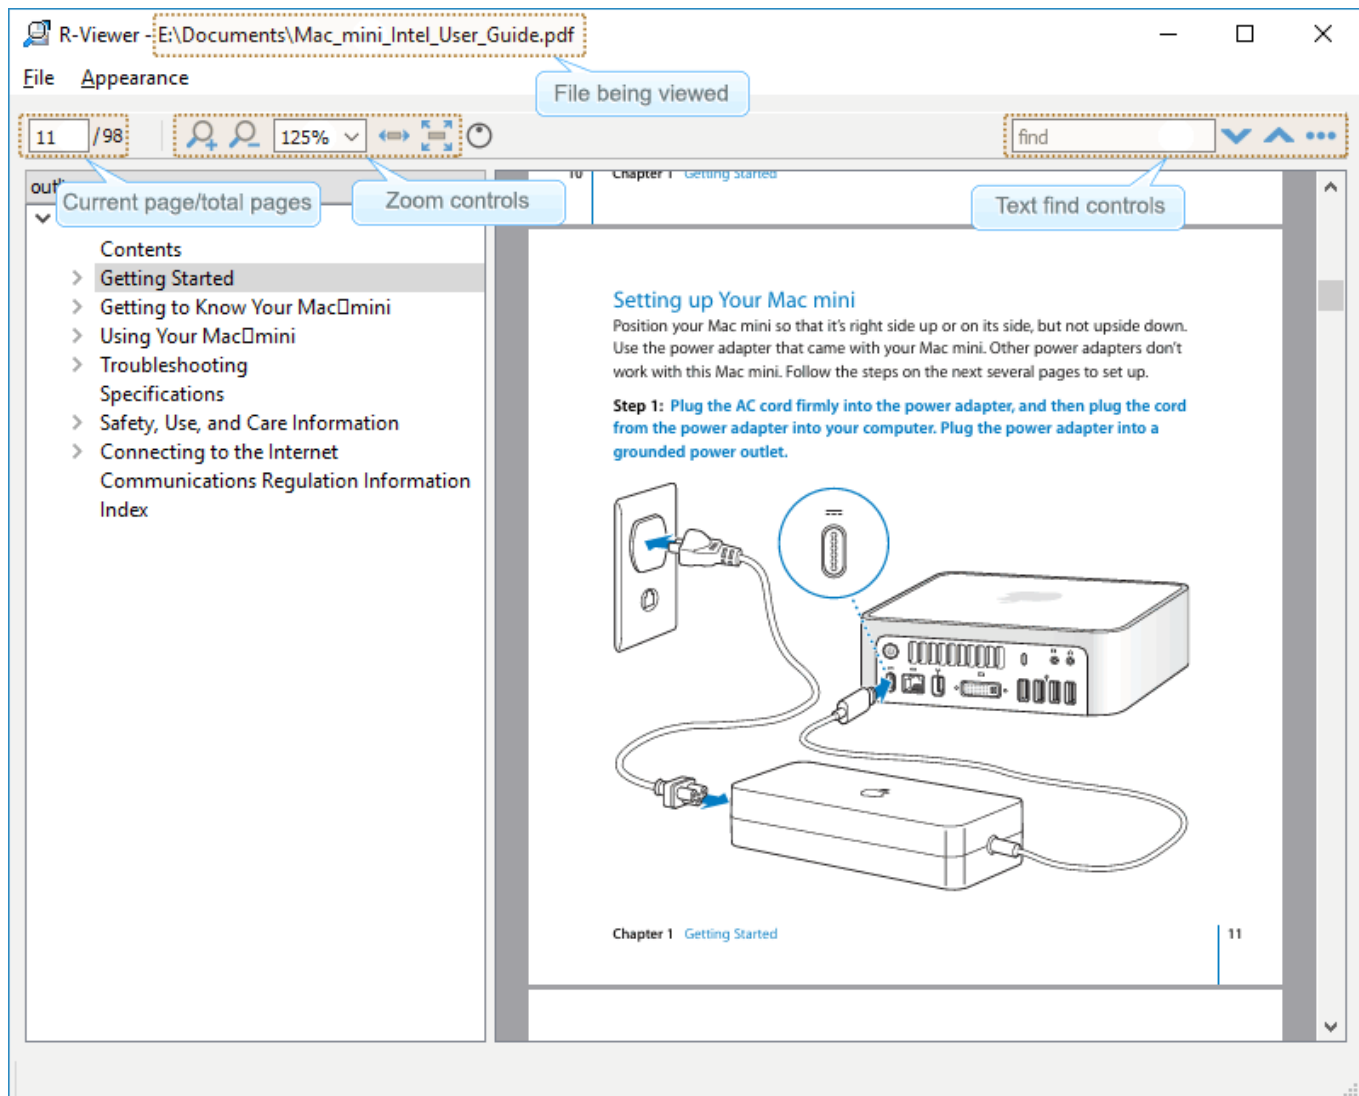 R-Viewer - E:\Documents\Mac_mini_Intel_User_Guide.pdf
File Appearance
File being viewed
11 /98 125% find
Current page/total pages
Zoom controls
Text find controls
Contents
Getting Started
Getting to Know Your Mac▯mini
Using Your Mac▯mini
Troubleshooting
Specifications
Safety, Use, and Care Information
Connecting to the Internet
Communications Regulation Information
Index
10 Chapter 1 Getting Started
Setting up Your Mac mini
Position your Mac mini so that it's right side up or on its side, but not upside down.
Use the power adapter that came with your Mac mini. Other power adapters don't
work with this Mac mini. Follow the steps on the next several pages to set up.
Step 1: Plug the AC cord firmly into the power adapter, and then plug the cord
from the power adapter into your computer. Plug the power adapter into a
grounded power outlet.
Chapter 1 Getting Started 11